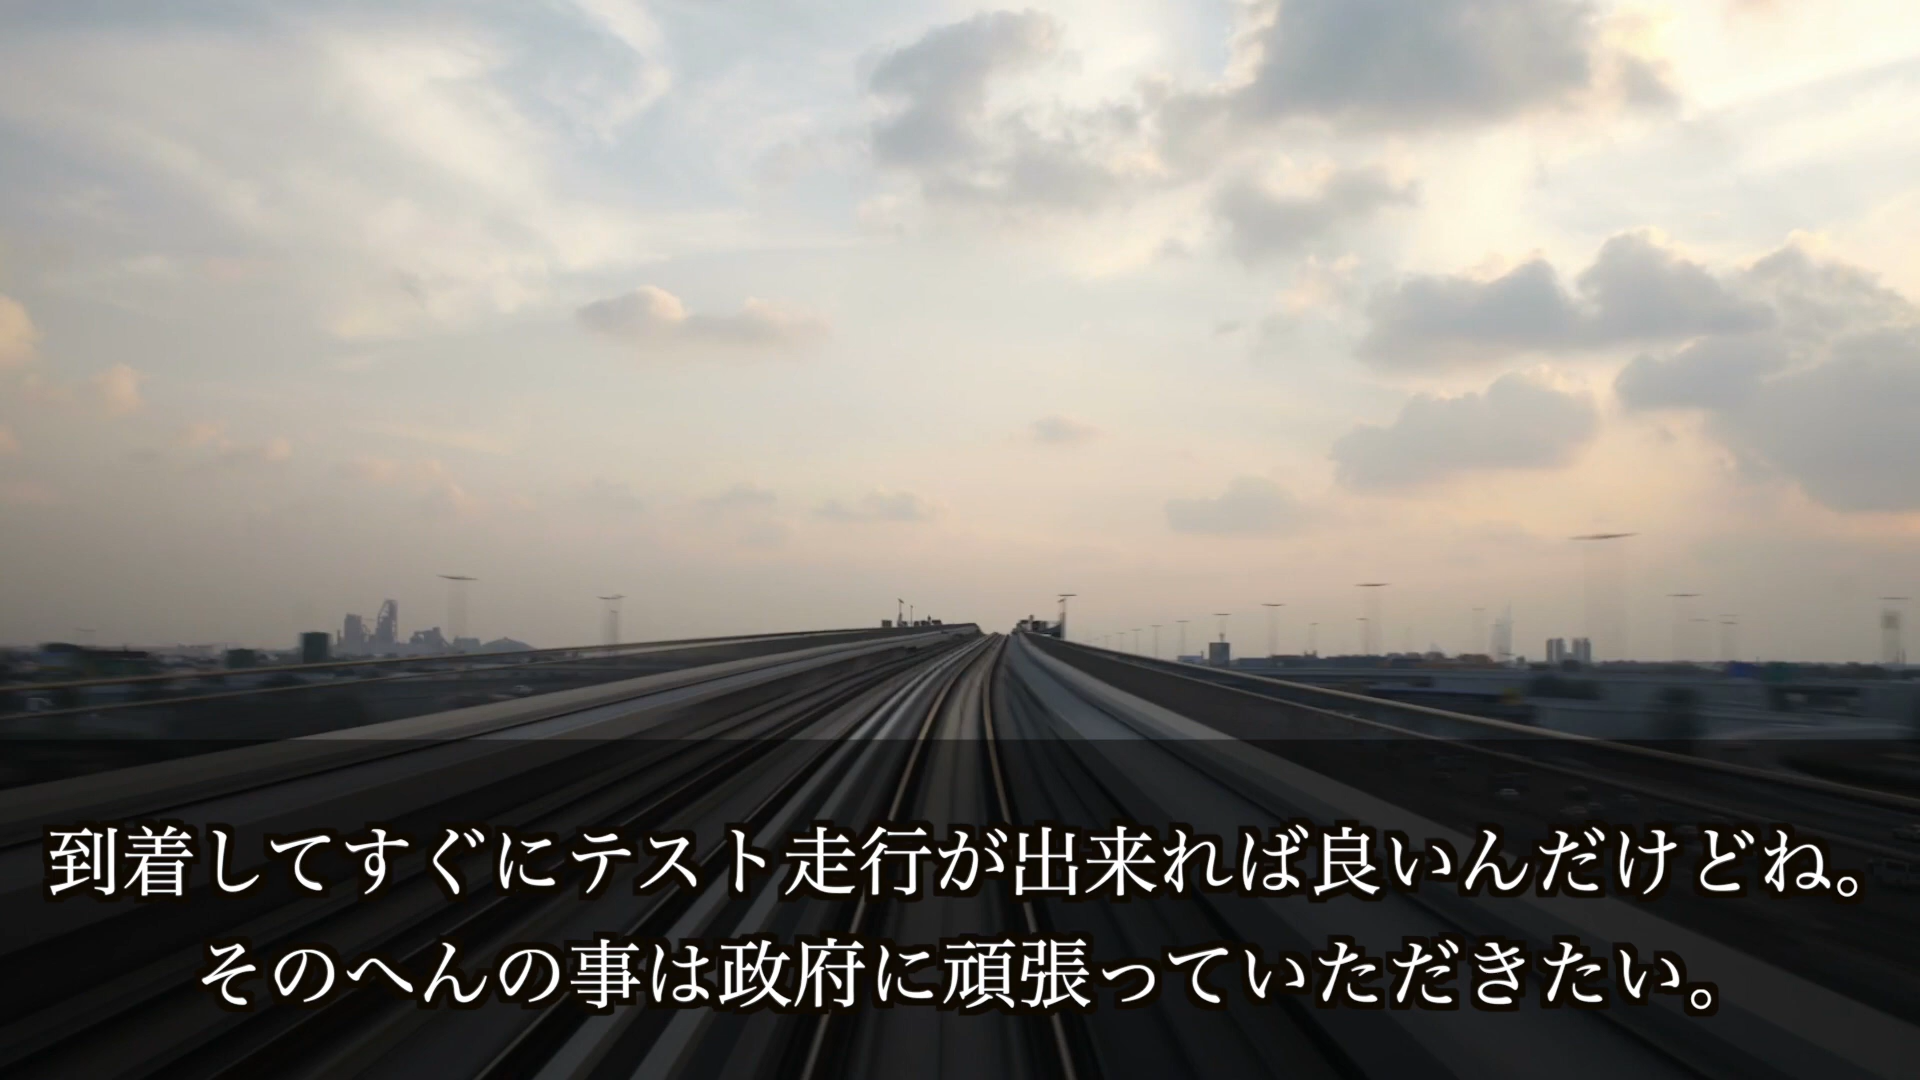 到着してすぐにテスト走行が出来れば良いんだけどね。
そのへんの事は政府に頑張っていただきたい。